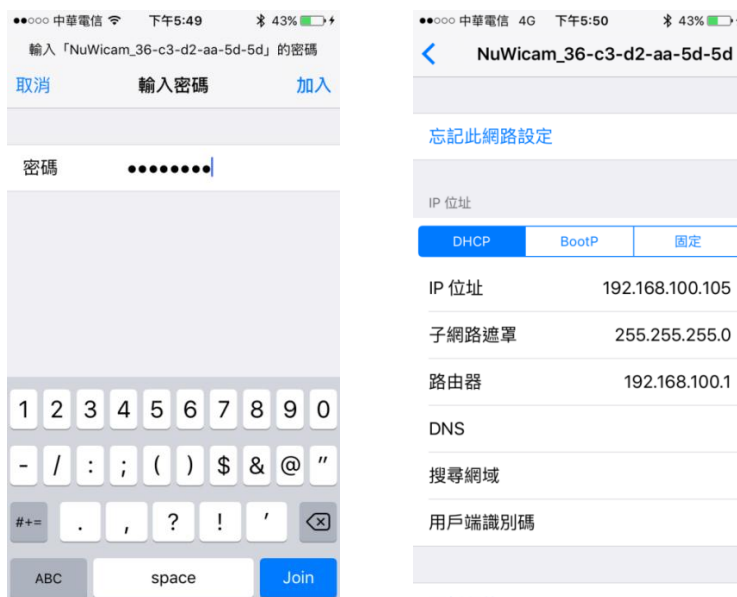 中華電信 下午5:49 43%
輸入「NuWicam_36-c3-d2-aa-5d-5d」的密碼
取消 輸入密碼 加入
密碼 ••••••••
1 2 3 4 5 6 7 8 9 0
- / : ; ( ) $ & @ "
#+= . , ? ! '
ABC space Join
中華電信 4G 下午5:50 43%
NuWicam_36-c3-d2-aa-5d-5d
忘記此網路設定
IP 位址
DHCP BootP 固定
IP 位址 192.168.100.105
子網路遮罩 255.255.255.0
路由器 192.168.100.1
DNS
搜尋網域
用戶端識別碼